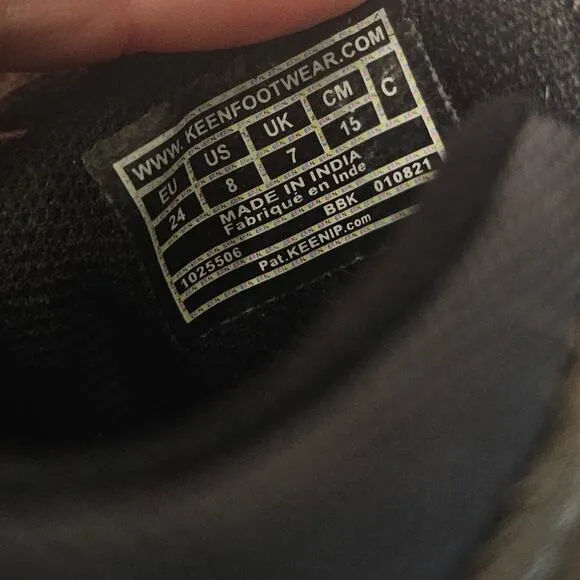 WWW.KEENFOOTWEAR.COM
EU US UK CM C
24 8 7 15
MADE IN INDIA
Fabriqué en Inde
BBK 010821
1025506
Pat.KEENIP.com